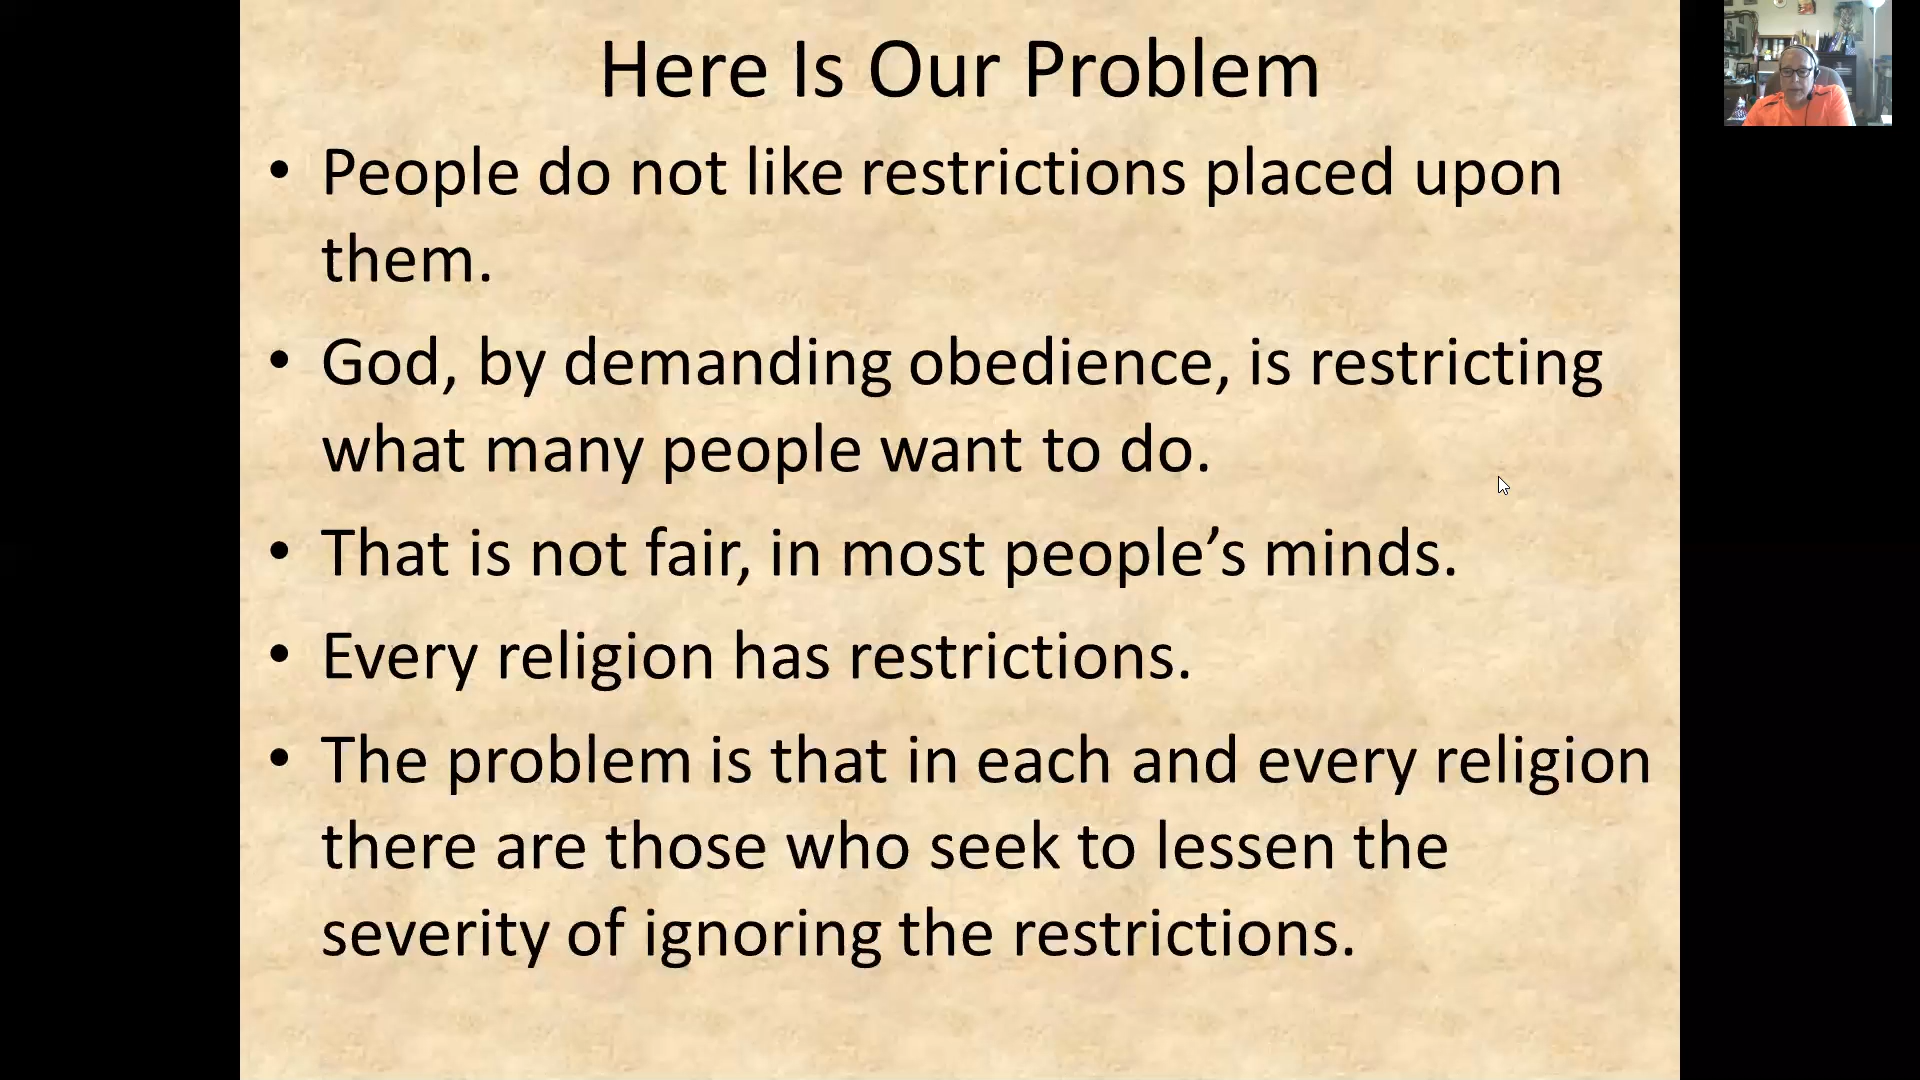 Here Is Our Problem
• People do not like restrictions placed upon
them.
• God, by demanding obedience, is restricting
what many people want to do.
• That is not fair, in most people’s minds.
• Every religion has restrictions.
• The problem is that in each and every religion
there are those who seek to lessen the
severity of ignoring the restrictions.